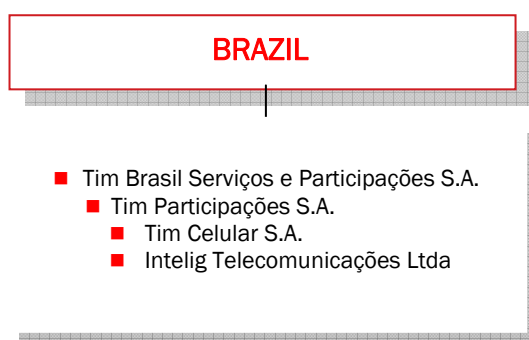 BRAZIL
Tim Brasil Serviços e Participações S.A.
Tim Participações S.A.
Tim Celular S.A.
Intelig Telecomunicações Ltda